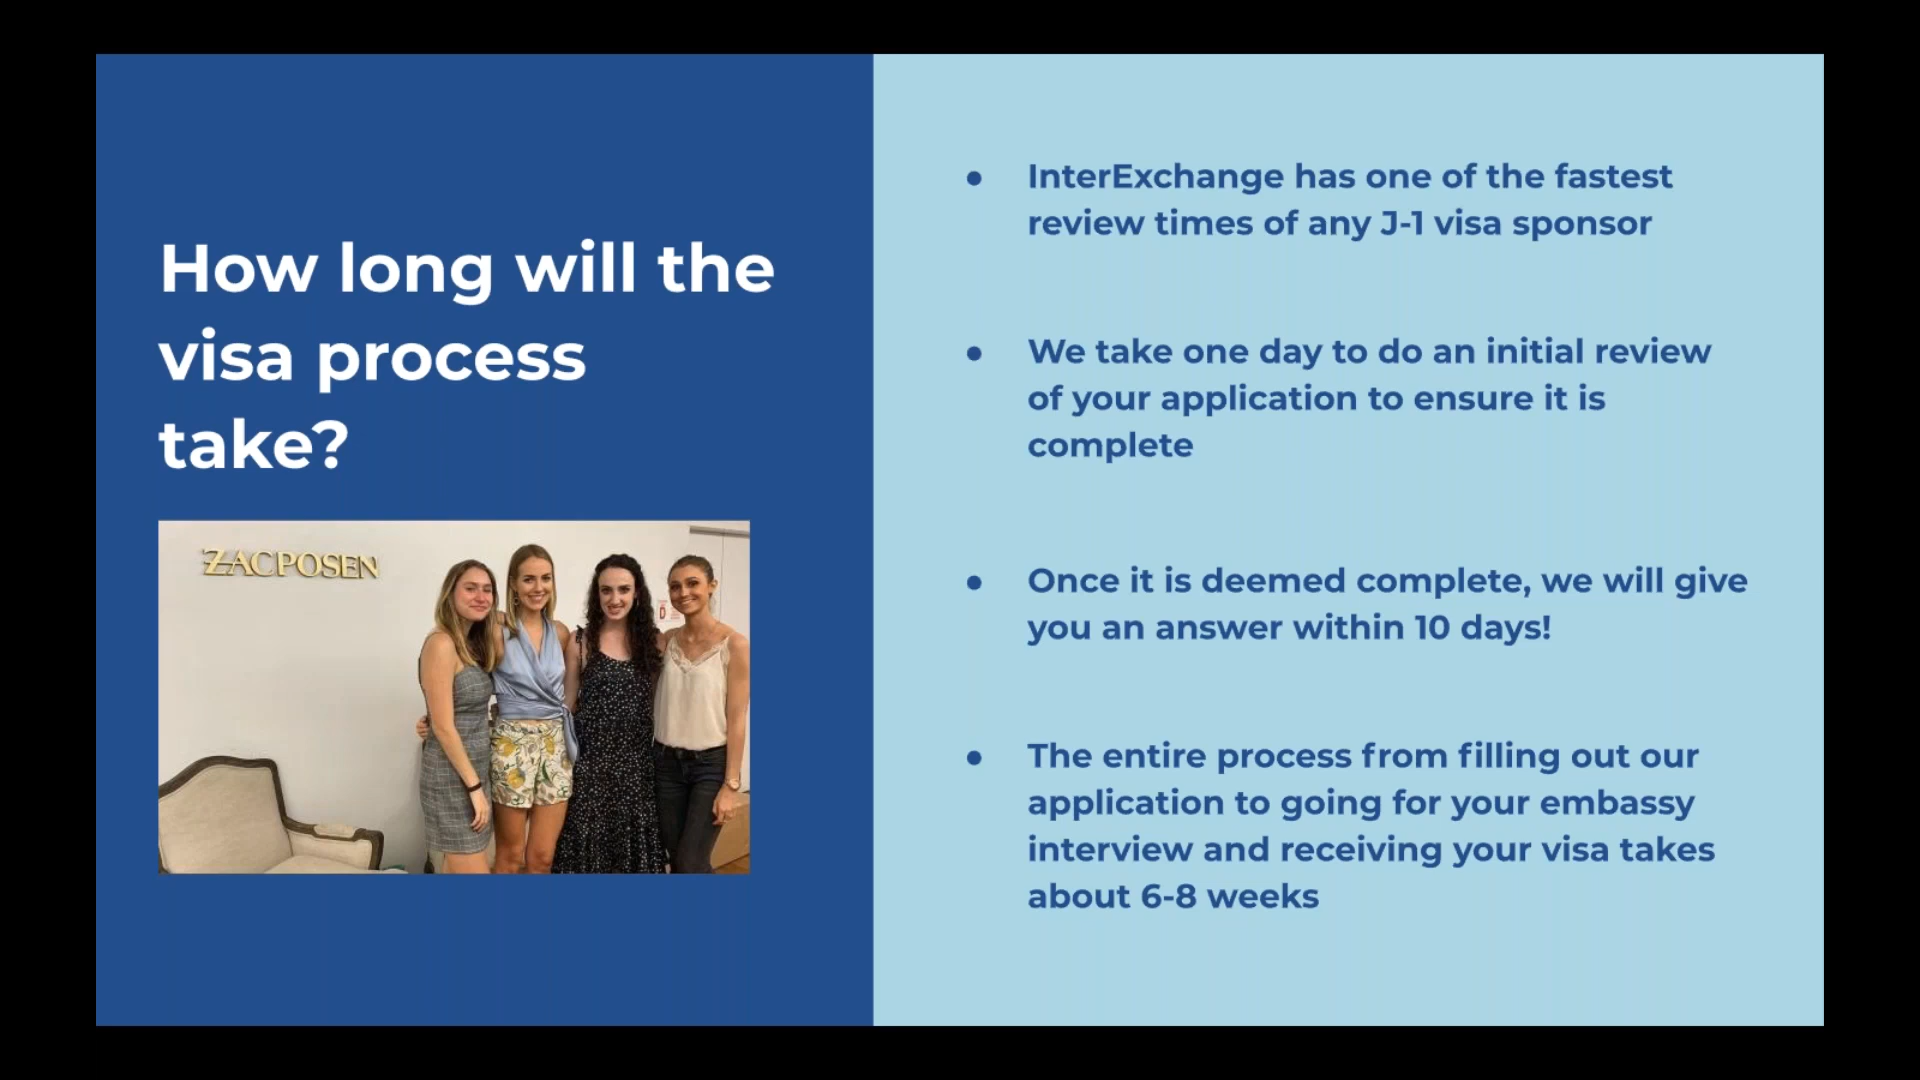 How long will the
visa process
take?
ZAC POSEN
D
● InterExchange has one of the fastest
review times of any J-1 visa sponsor
● We take one day to do an initial review
of your application to ensure it is
complete
● Once it is deemed complete, we will give
you an answer within 10 days!
● The entire process from filling out our
application to going for your embassy
interview and receiving your visa takes
about 6-8 weeks